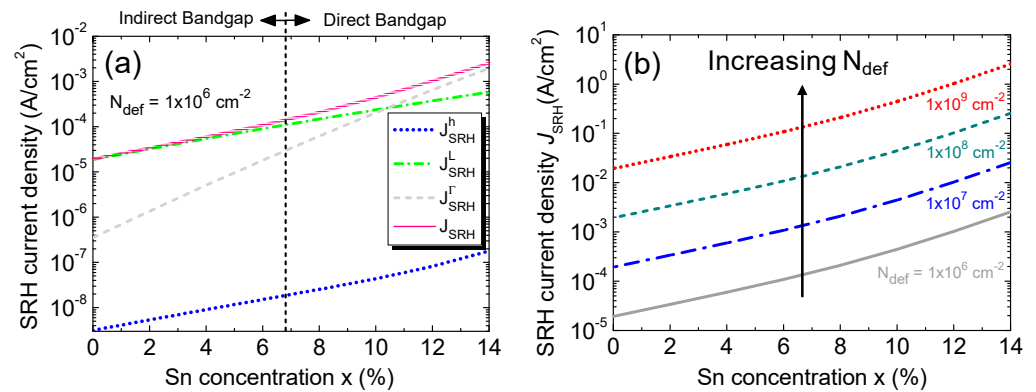 Indirect Bandgap
Direct Bandgap
(a)
N_def = 1x10^6 cm^-2
SRH current density (A/cm^2)
10^-2
10^-3
10^-4
10^-5
10^-6
10^-7
10^-8
J_SRH^h
J_SRH^L
J_SRH^Γ
J_SRH
0 2 4 6 8 10 12 14
Sn concentration x (%)
(b)
Increasing N_def
SRH current density J_SRH(A/cm^2)
10^1
10^0
10^-1
10^-2
10^-3
10^-4
10^-5
1x10^9 cm^-2
1x10^8 cm^-2
1x10^7 cm^-2
N_def = 1x10^6 cm^-2
0 2 4 6 8 10 12 14
Sn concentration x (%)